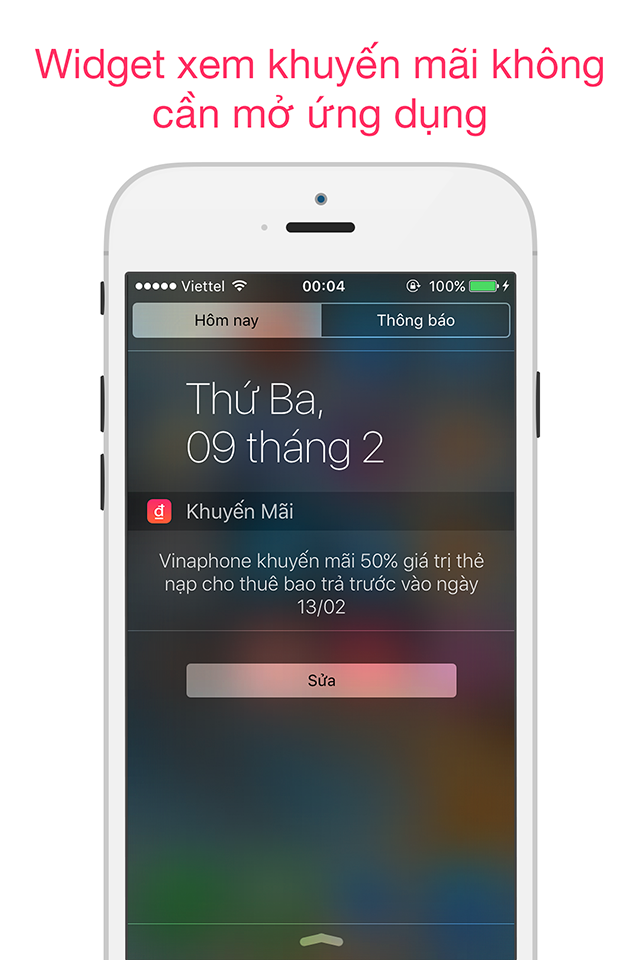 Widget xem khuyến mãi không
cần mở ứng dụng
Viettel 00:04 100%
Hôm nay Thông báo
Thứ Ba,
09 tháng 2
đ Khuyến Mãi
Vinaphone khuyến mãi 50% giá trị thẻ
nạp cho thuê bao trả trước vào ngày
13/02
Sửa